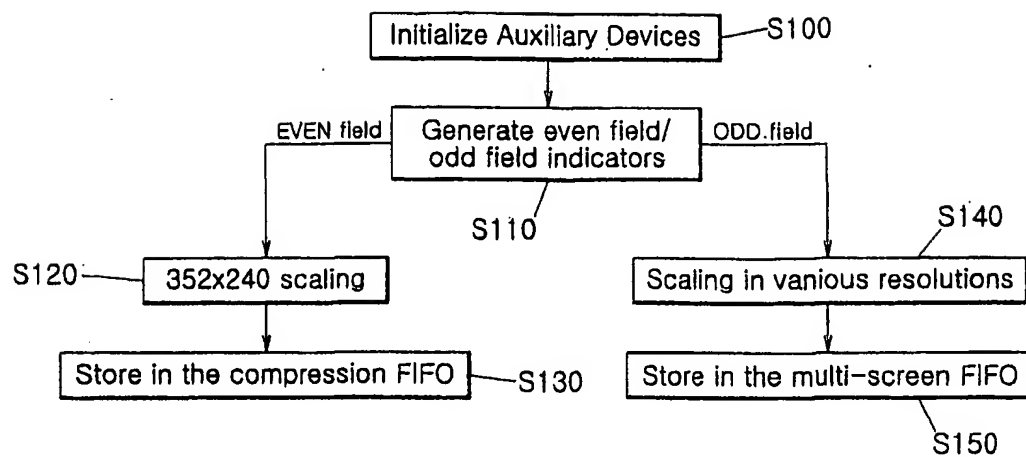 Initialize Auxiliary Devices
S100
EVEN field
Generate even field/
odd field indicators
ODD.field
S110
S140
S120
352x240 scaling
Scaling in vanious resolutions
Store in the compression FIFO
S130
Store in the multi-screen FIFO
S150